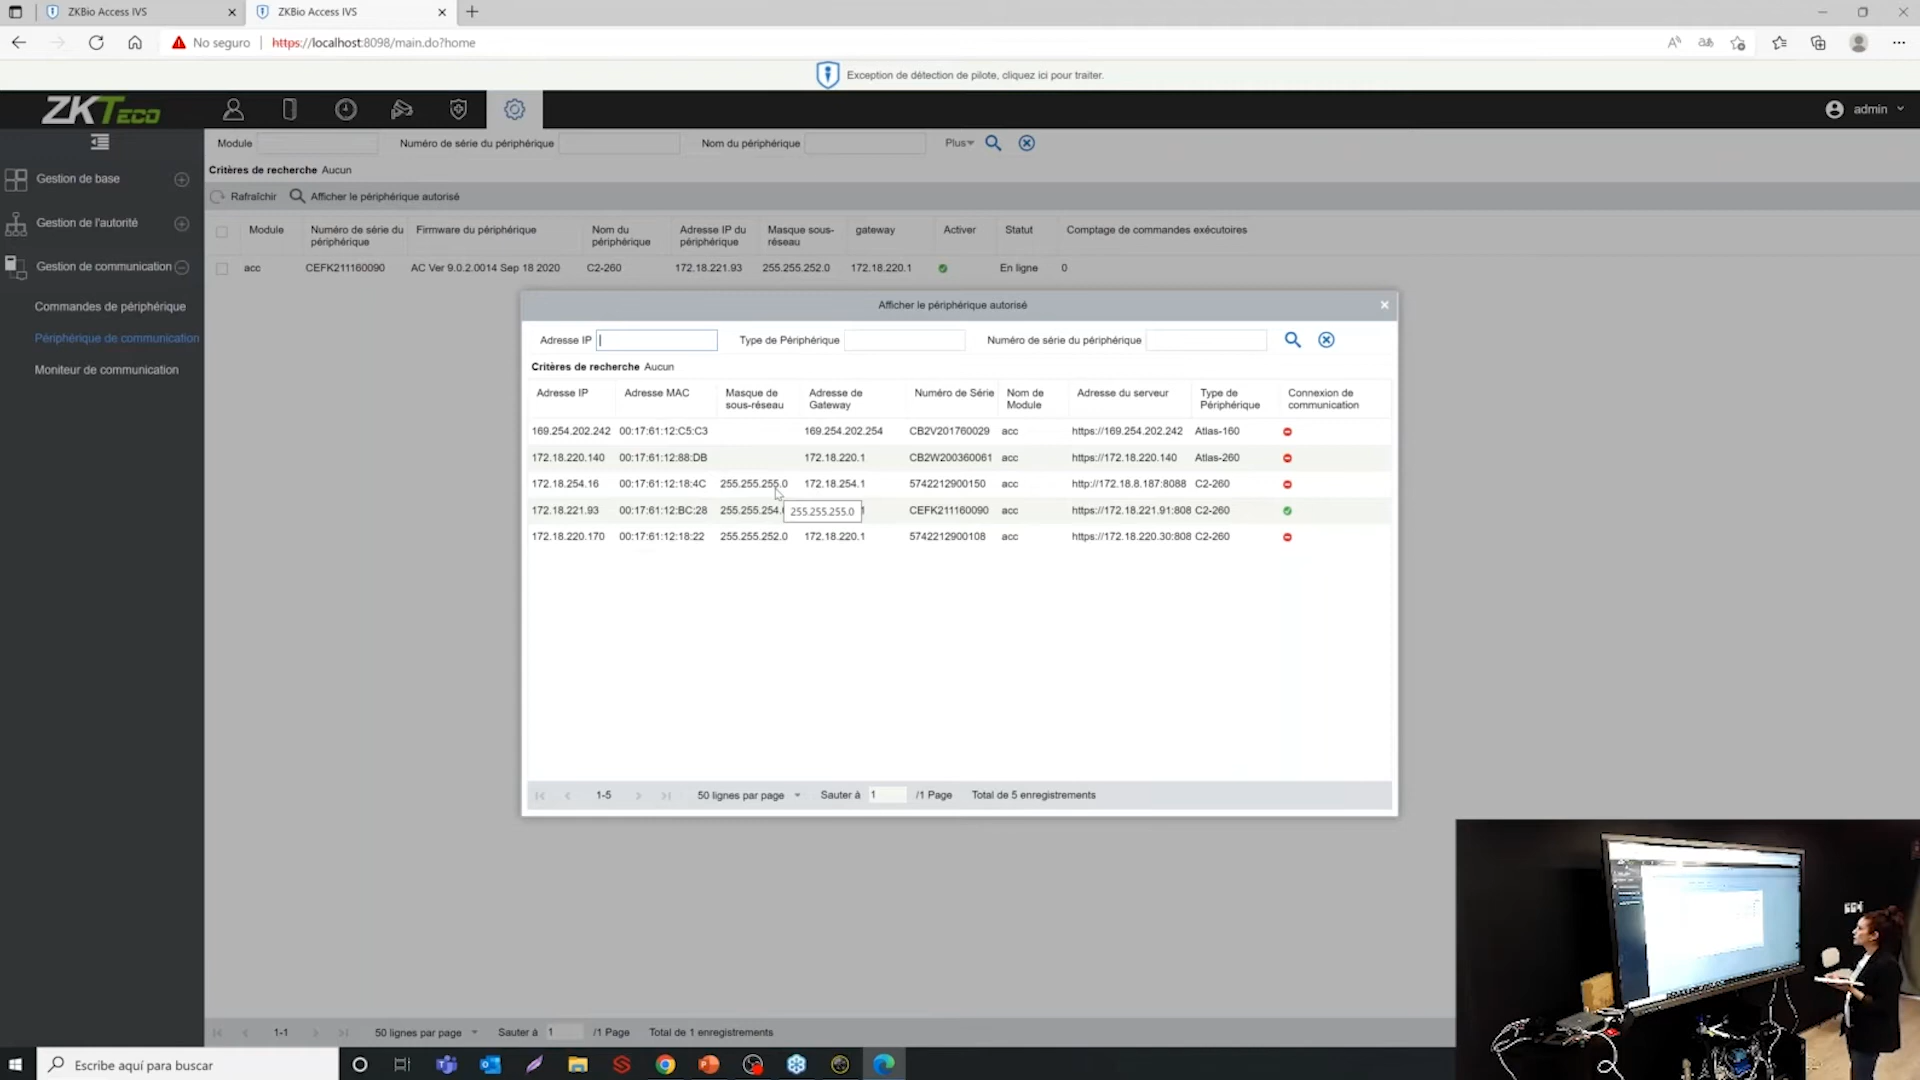 ZKBio Access IVS
ZKBio Access IVS
No seguro
https://localhost:8098/main.do?home
Exception de détection de pilote, cliquez ici pour traiter.
ZKTECO
admin
Module
Numéro de série du périphérique
Nom du périphérique
Plus
Critères de recherche Aucun
Rafraîchir
Afficher le périphérique autorisé
Gestion de base
Gestion de l'autorité
Gestion de communication
Commandes de périphérique
Périphérique de communication
Moniteur de communication
Module Numéro de série du périphérique Firmware du périphérique Nom du périphérique Adresse IP du périphérique Masque sous-réseau gateway Activer Statut Comptage de commandes exécutoires
acc CEFK211160090 AC Ver 9.0.2.0014 Sep 18 2020 C2-260 172.18.221.93 255.255.252.0 172.18.220.1 En ligne 0
Afficher le périphérique autorisé
Adresse IP Type de Périphérique Numéro de série du périphérique
Critères de recherche Aucun
Adresse IP Adresse MAC Masque de sous-réseau Adresse de Gateway Numéro de Série Nom de Module Adresse du serveur Type de Périphérique Connexion de communication
169.254.202.242 00:17:61:12:C5:C3 169.254.202.254 CB2V201760029 acc https://169.254.202.242 Atlas-160
172.18.220.140 00:17:61:12:88:DB 172.18.220.1 CB2W200360061 acc https://172.18.220.140 Atlas-260
172.18.254.16 00:17:61:12:18:4C 255.255.255.0 172.18.254.1 5742212900150 acc http://172.18.8.187:8088 C2-260
172.18.221.93 00:17:61:12:BC:28 255.255.254. 1 CEFK211160090 acc https://172.18.221.91:808 C2-260
255.255.255.0
172.18.220.170 00:17:61:12:18:22 255.255.252.0 172.18.220.1 5742212900108 acc https://172.18.220.30:808 C2-260
1-5 50 lignes par page Sauter à 1 /1 Page Total de 5 enregistrements
1-1 50 lignes par page Sauter à 1 /1 Page Total de 1 enregistrements
Escribe aquí para buscar